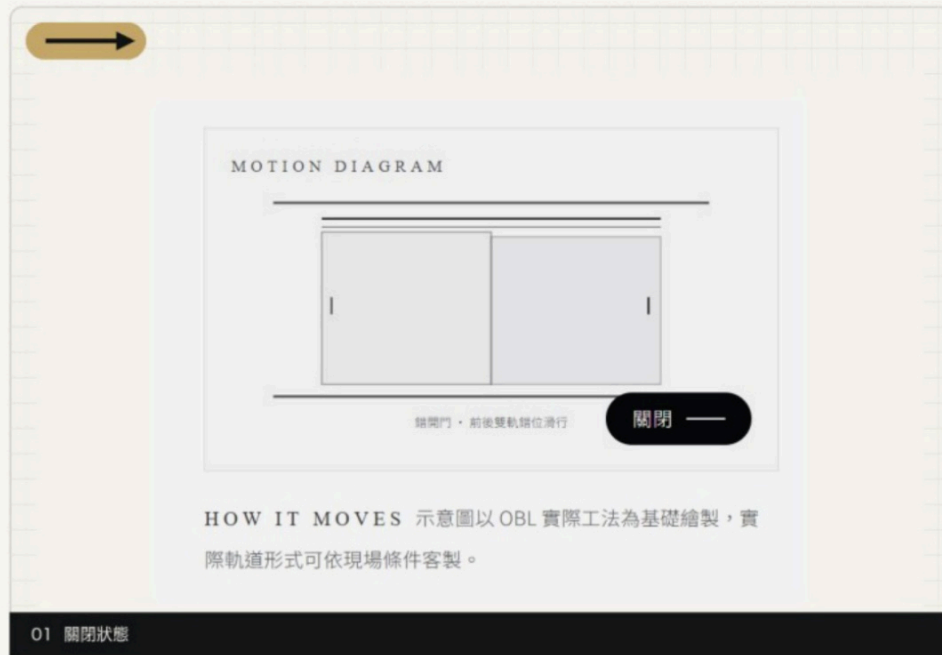 MOTION DIAGRAM
錯開門・前後雙軌錯位滑行
關閉
HOW IT MOVES 示意圖以 OBL 實際工法為基礎繪製，實
際軌道形式可依現場條件客製。
01 關閉狀態